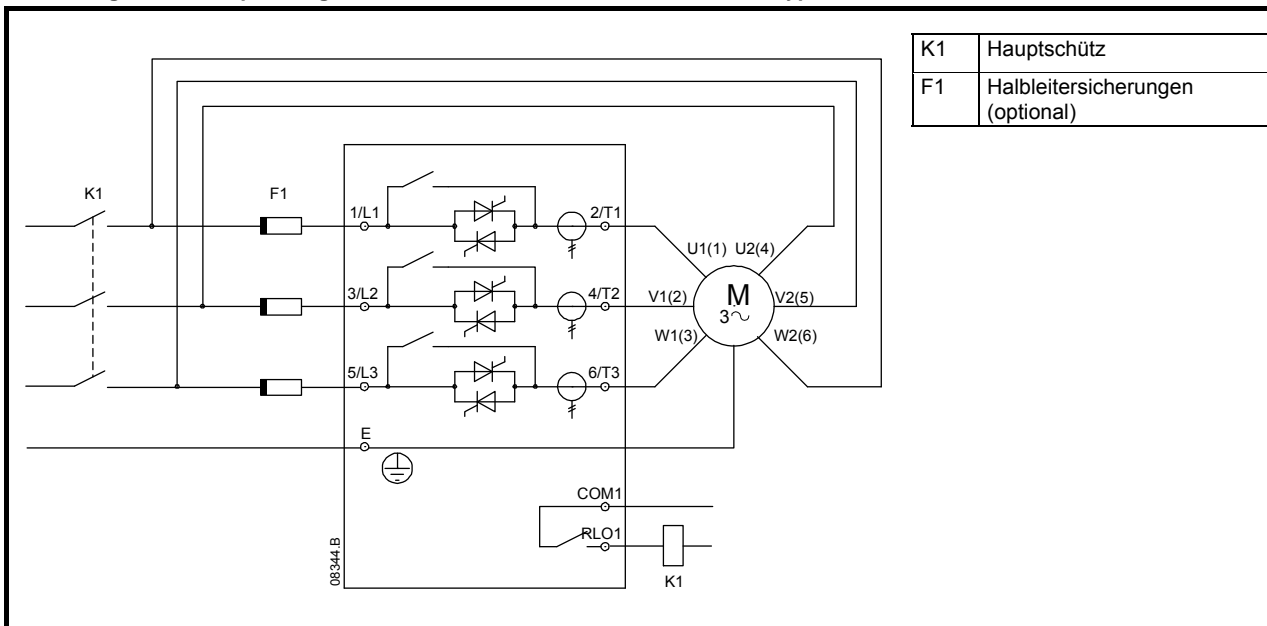 K1 Hauptschütz
F1 Halbleitersicherungen
(optional)
K1
F1
1/L1
2/T1
U1(1) U2(4)
3/L2
4/T2
V1(2)
M
3~
V2(5)
W1(3)
W2(6)
5/L3
6/T3
E
COM1
RLO1
K1
08344.B